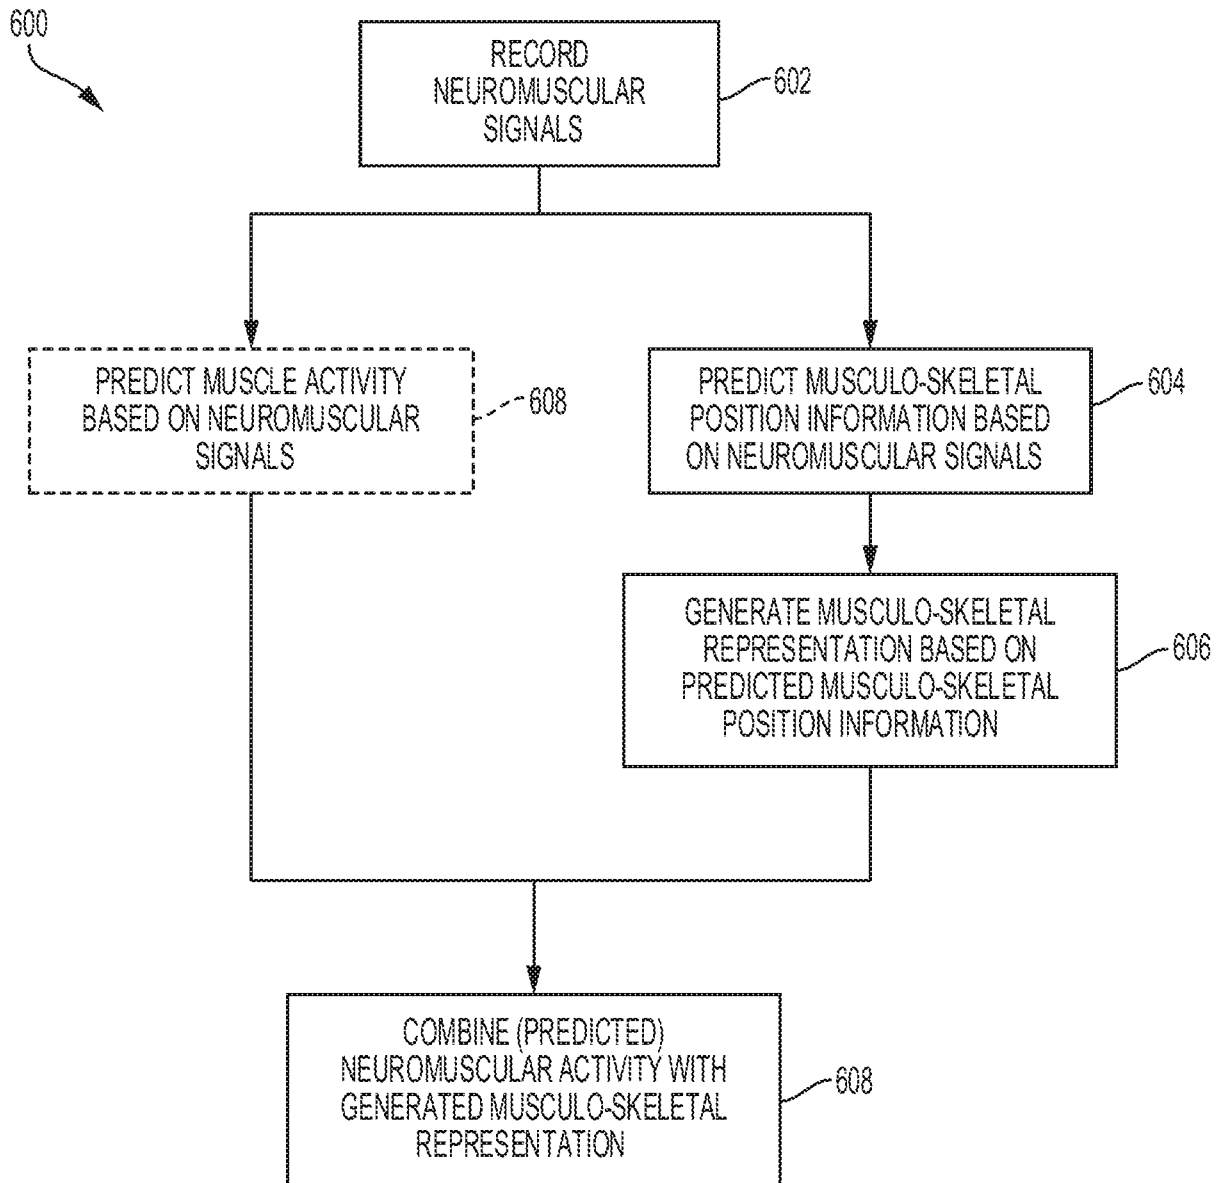 600
RECORD
NEUROMUSCULAR
SIGNALS
602
PREDICT MUSCLE ACTIVITY
BASED ON NEUROMUSCULAR
SIGNALS
608
PREDICT MUSCULO-SKELETAL
POSITION INFORMATION BASED
ON NEUROMUSCULAR SIGNALS
604
GENERATE MUSCULO-SKELETAL
REPRESENTATION BASED ON
PREDICTED MUSCULO-SKELETAL
POSITION INFORMATION
606
COMBINE (PREDICTED)
NEUROMUSCULAR ACTIVITY WITH
GENERATED MUSCULO-SKELETAL
REPRESENTATION
608